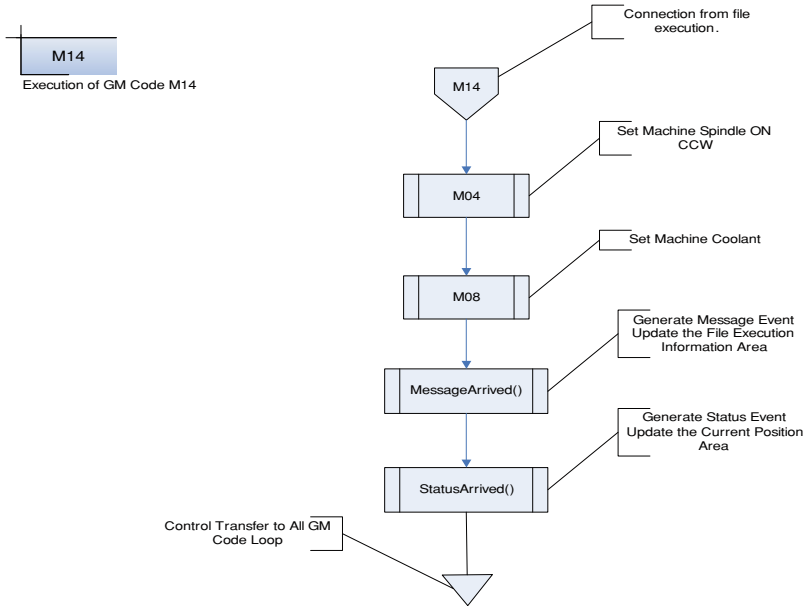 M14
Execution of GM Code M14
Connection from file
execution.
M14
Set Machine Spindle ON
CCW
M04
Set Machine Coolant
M08
Generate Message Event
Update the File Execution
Information Area
MessageArrived()
Generate Status Event
Update the Current Position
Area
StatusArrived()
Control Transfer to All GM
Code Loop